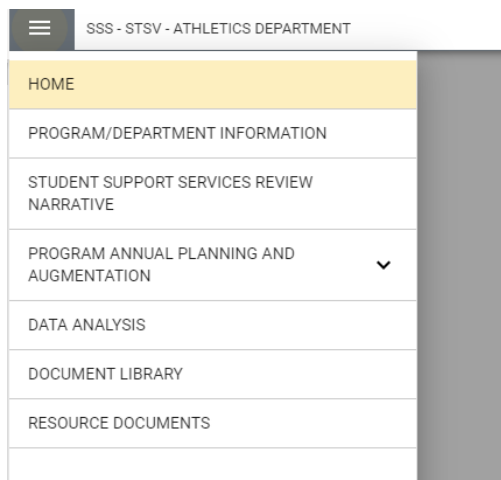 SSS - STSV - ATHLETICS DEPARTMENT
HOME
PROGRAM/DEPARTMENT INFORMATION
STUDENT SUPPORT SERVICES REVIEW
NARRATIVE
PROGRAM ANNUAL PLANNING AND
AUGMENTATION
DATA ANALYSIS
DOCUMENT LIBRARY
RESOURCE DOCUMENTS